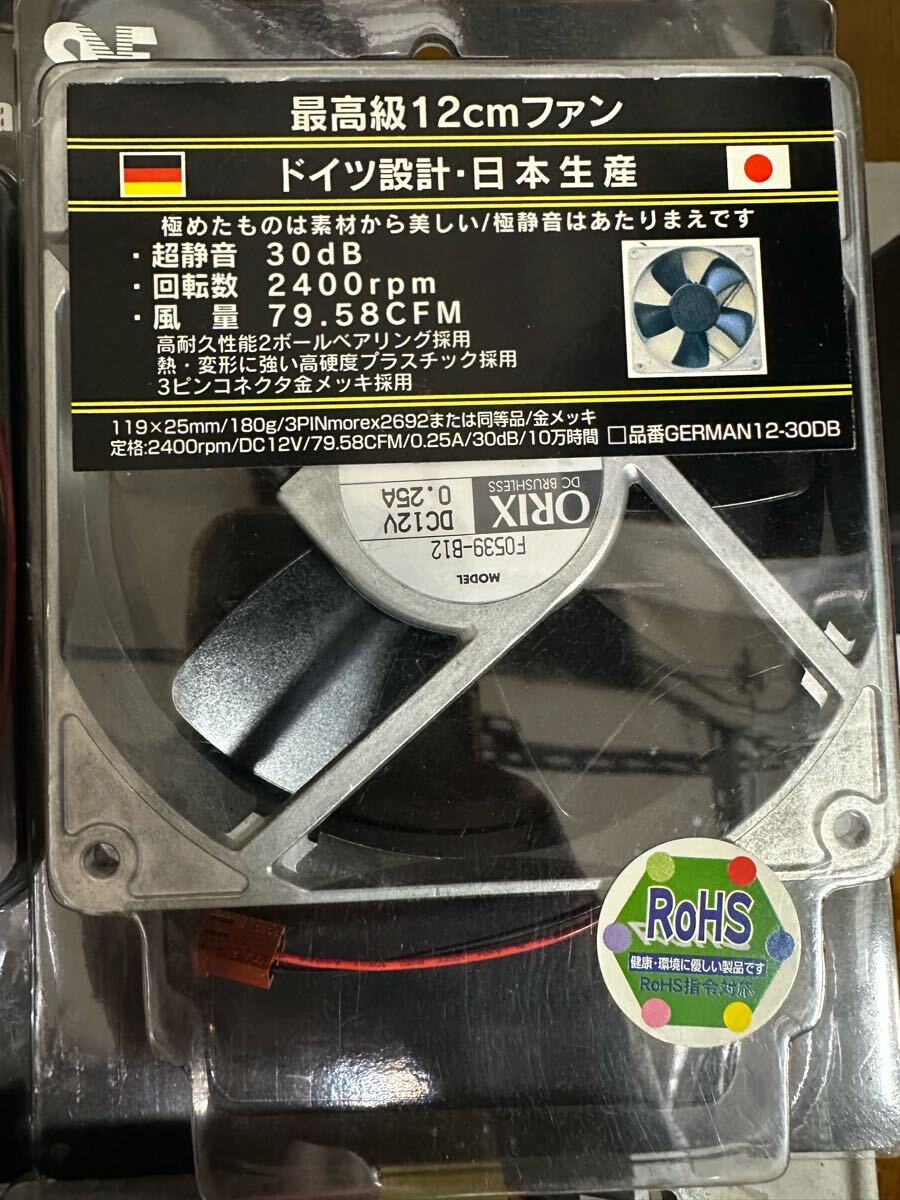 最高級12cmファン
ドイツ設計・日本生産
極めたものは素材から美しい/極静音はあたりまえです
・超静音 30dB
・回転数 2400rpm
・風 量 79.58CFM
高耐久性能2ボールベアリング採用
熱・変形に強い高硬度プラスチック採用
3ピンコネクタ金メッキ採用
119×25mm/180g/3PINmorex2692または同等品/金メッキ
定格:2400rpm/DC12V/79.58CFM/0.25A/30dB/10万時間
□品番GERMAN12-30DB
MODEL
F0539-B12
ORIX
DC BRUSHLESS
DC12V
0.25A
RoHS
健康・環境に優しい製品です
RoHS指令対応